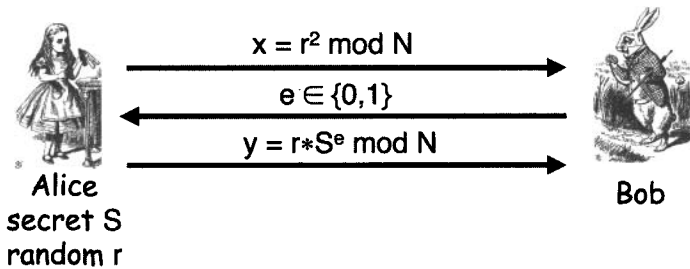 x = r² mod N
e ∈ {0,1}
y = r*Sᵉ mod N
Alice
secret S
random r
Bob